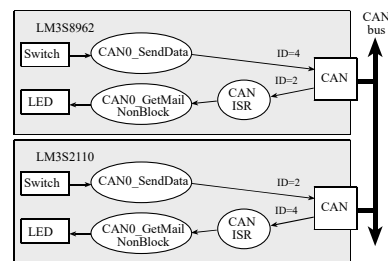 CAN
bus
LM3S8962
Switch
CAN0_SendData
ID=4
ID=2
CAN
LED
CAN0_GetMail
NonBlock
CAN
ISR
LM3S2110
Switch
CAN0_SendData
ID=2
ID=4
CAN
LED
CAN0_GetMail
NonBlock
CAN
ISR